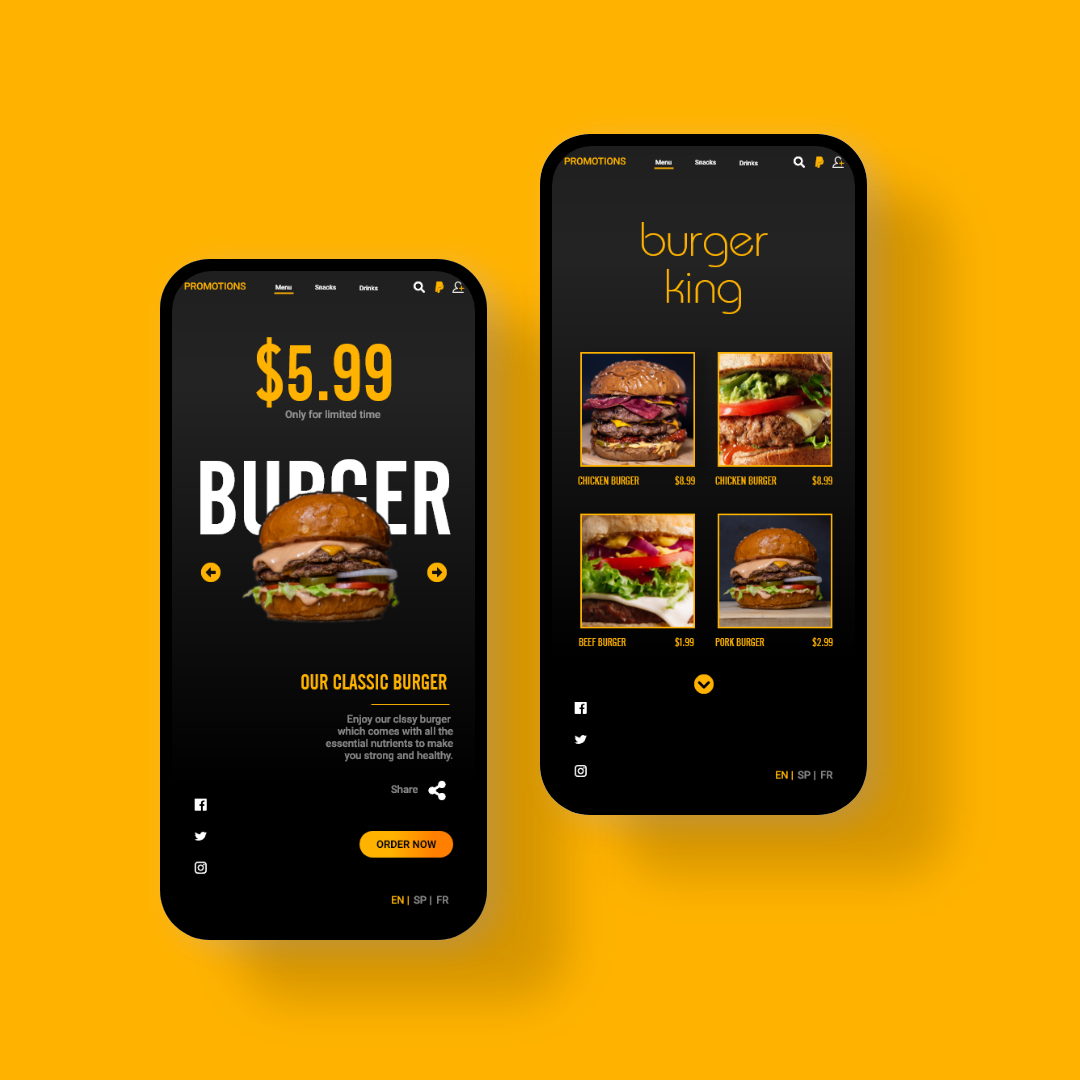 PROMOTIONS Menu Snacks Drinks
$5.99
Only for limited time
BURGER
OUR CLASSIC BURGER
Enjoy our clssy burger
which comes with all the
essential nutrients to make
you strong and healthy.
Share
ORDER NOW
EN | SP | FR
PROMOTIONS Menu Snacks Drinks
burger
king
CHICKEN BURGER $8.99 CHICKEN BURGER $8.99
BEEF BURGER $1.99 PORK BURGER $2.99
EN | SP | FR